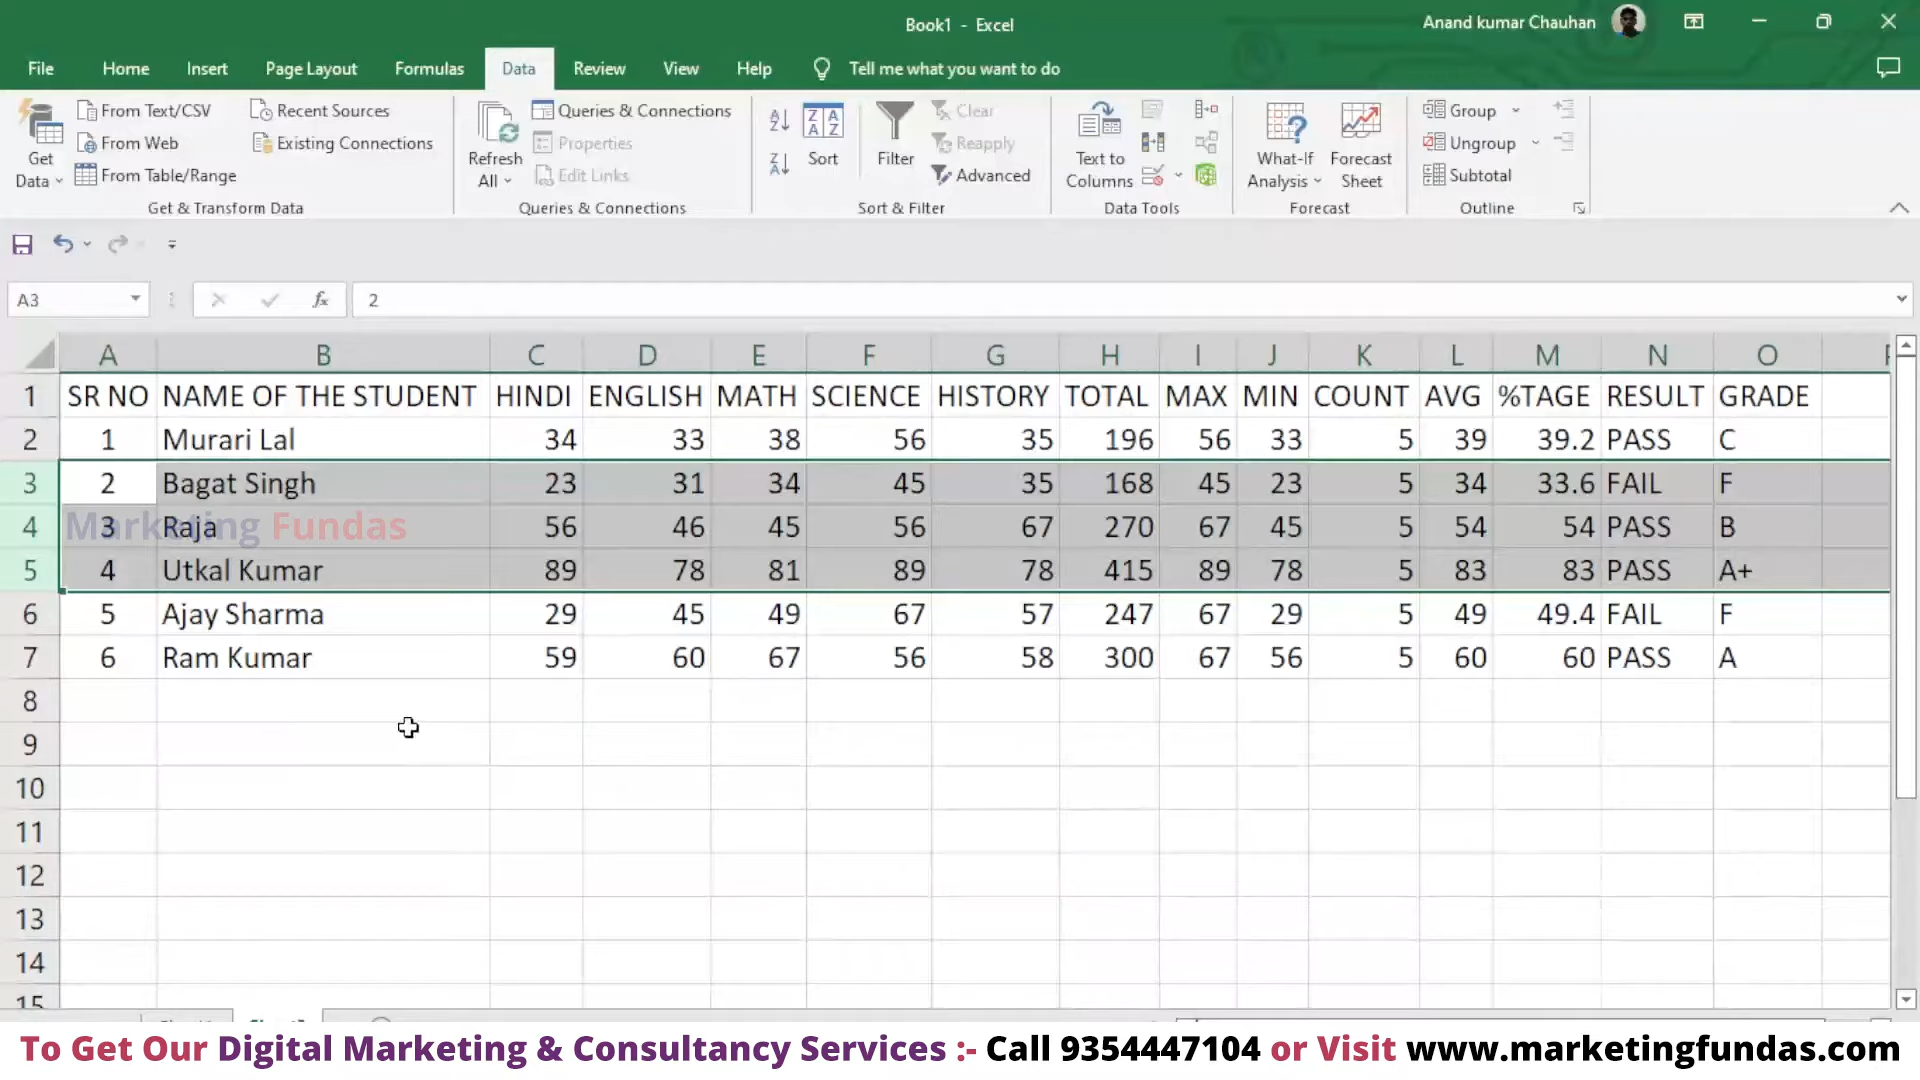 Book1 - Excel
Anand kumar Chauhan
File Home Insert Page Layout Formulas Data Review View Help Tell me what you want to do
Get Data
From Text/CSV
From Web
From Table/Range
Recent Sources
Existing Connections
Get & Transform Data
Refresh All
Queries & Connections
Properties
Edit Links
Queries & Connections
Sort
Filter
Clear
Reapply
Advanced
Sort & Filter
Text to Columns
Data Tools
What-If Analysis
Forecast Sheet
Forecast
Group
Ungroup
Subtotal
Outline
A3 fx 2
A B C D E F G H I J K L M N O
1 SR NO NAME OF THE STUDENT HINDI ENGLISH MATH SCIENCE HISTORY TOTAL MAX MIN COUNT AVG %TAGE RESULT GRADE
2 1 Murari Lal 34 33 38 56 35 196 56 33 5 39 39.2 PASS C
3 2 Bagat Singh 23 31 34 45 35 168 45 23 5 34 33.6 FAIL F
4 3 Raja 56 46 45 56 67 270 67 45 5 54 54 PASS B
Marketing Fundas
5 4 Utkal Kumar 89 78 81 89 78 415 89 78 5 83 83 PASS A+
6 5 Ajay Sharma 29 45 49 67 57 247 67 29 5 49 49.4 FAIL F
7 6 Ram Kumar 59 60 67 56 58 300 67 56 5 60 60 PASS A
8
9
10
11
12
13
14
15
To Get Our Digital Marketing & Consultancy Services :- Call 9354447104 or Visit www.marketingfundas.com